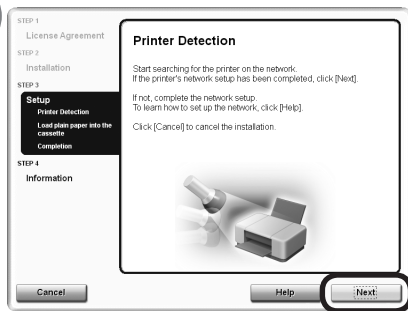 STEP 1
License Agreement
STEP 2
Installation
STEP 3
Setup
Printer Detection
Load plain paper into the
cassette
Completion
STEP 4
Information
Printer Detection
Start searching for the printer on the network.
If the printer's network setup has been completed, click [Next].
If not, complete the network setup.
To learn how to set up the network, click [Help].
Click [Cancel] to cancel the installation.
Cancel
Help
Next